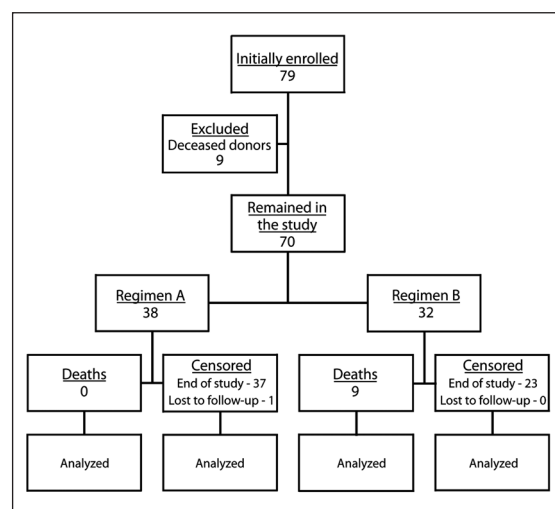 Initially enrolled
79
Excluded
Deceased donors
9
Remained in
the study
70
Regimen A
38
Regimen B
32
Deaths
0
Censored
End of study - 37
Lost to follow-up - 1
Deaths
9
Censored
End of study - 23
Lost to follow-up - 0
Analyzed
Analyzed
Analyzed
Analyzed